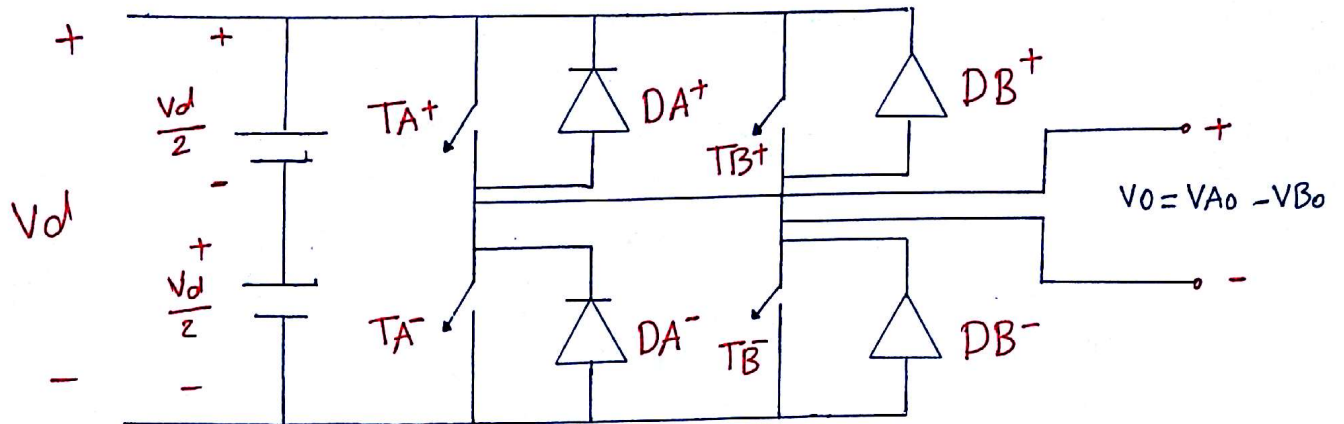 +
+
Vd/2
-
TA+
DA+
TB+
DB+
+
Vo = VAo - VBo
-
Vd
+
Vd/2
-
-
TA-
DA-
TB-
DB-